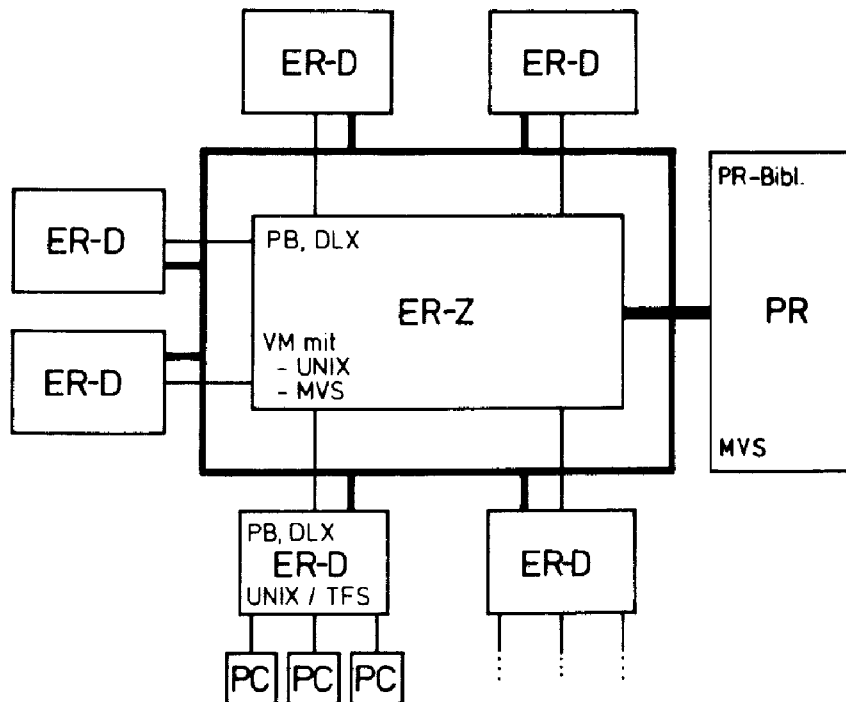 ER-D
ER-D
PR-Bibl.
ER-D
PB, DLX
ER-Z
PR
VM mit
- UNIX
- MVS
ER-D
MVS
PB, DLX
ER-D
UNIX / TFS
ER-D
PC
PC
PC